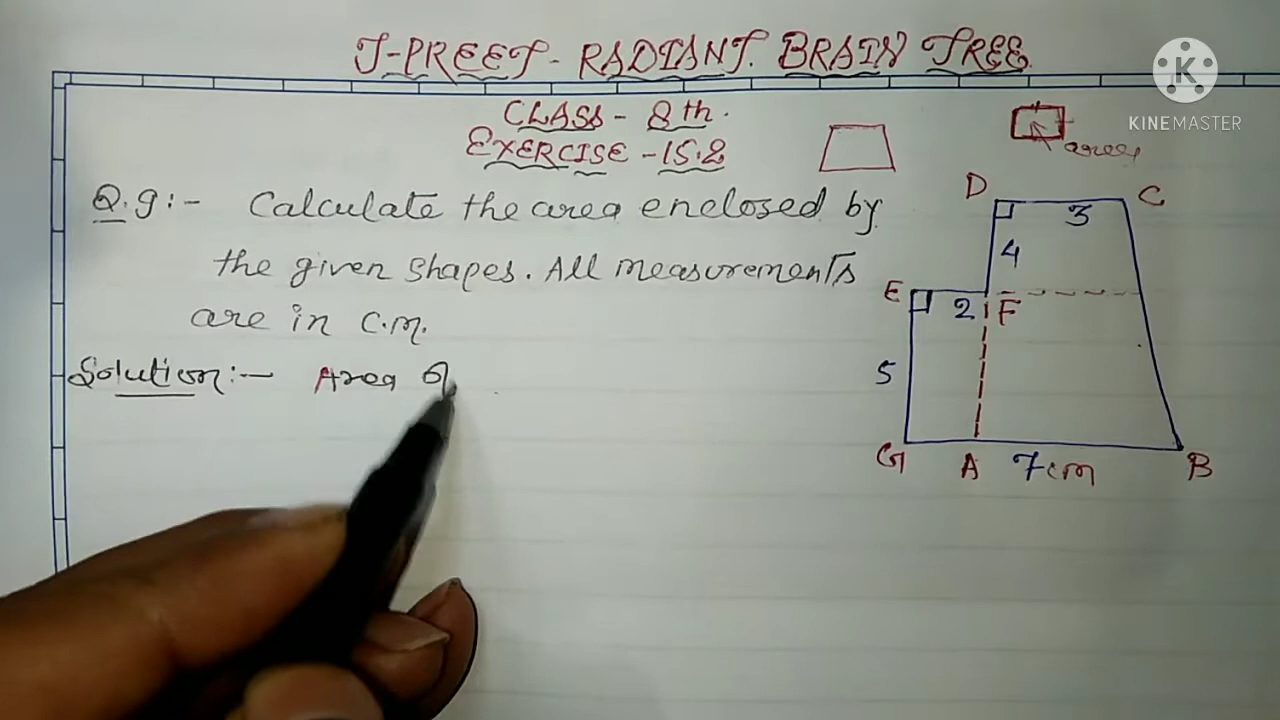 J-PREET-RADIANT. BRAIN TREE
K
KINEMASTER
CLASS - 8th.
EXERCISE -15.2
area
Q.9:- Calculate the area enclosed by
the given shapes. All measurements
are in c.m.
Solution:- Area of
D C
3
4
E 2 F
5
G A 7cm B